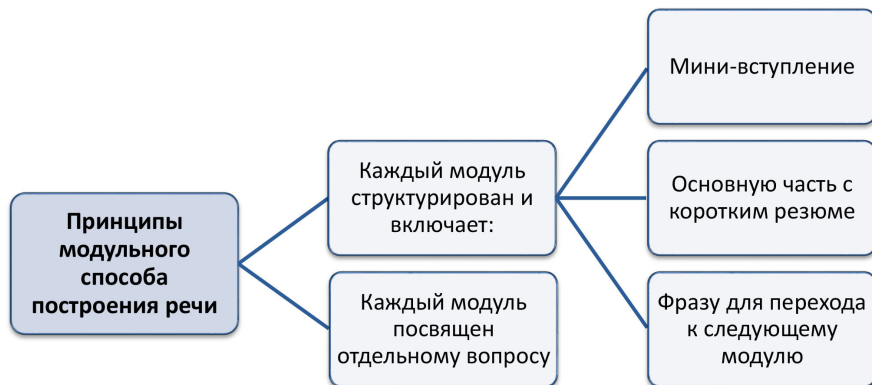 Принципы
модульного
способа
построения речи
Каждый модуль
структурирован и
включает:
Мини-вступление
Основную часть с
коротким резюме
Фразу для перехода
к следующему
модулю
Каждый модуль
посвящен
отдельному вопросу